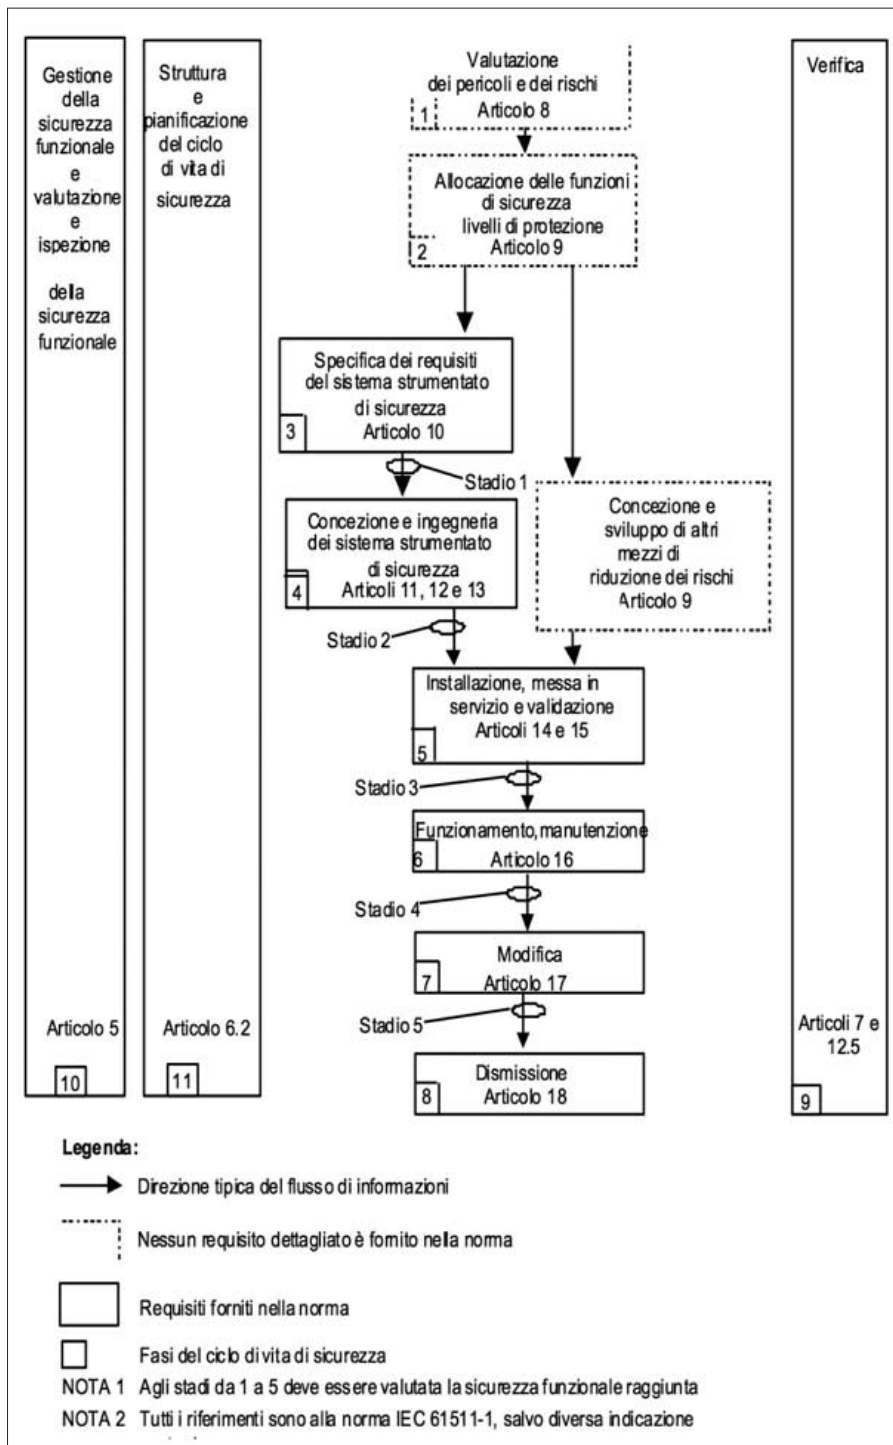 Gestione
della
sicurezza
funzionale
e
valutazione
e
ispezione
della
sicurezza
funzionale
Articolo 5
10
Struttura
e
pianificazione
del ciclo
di vita di
sicurezza
Articolo 6.2
11
Valutazione
dei pericoli e dei rischi
Articolo 8
1
Allocazione delle funzioni
di sicurezza
livelli di protezione
Articolo 9
2
Specifica dei requisiti
del sistema strumentato
di sicurezza
Articolo 10
3
Stadio 1
Concezione e ingegneria
dei sistema strumentato
di sicurezza
Articoli 11, 12 e 13
4
Concezione e
sviluppo di altri
mezzi di
riduzione dei rischi
Articolo 9
Stadio 2
Installazione, messa in
servizio e validazione
Articoli 14 e 15
5
Stadio 3
Funzionamento, manutenzione
Articolo 16
6
Stadio 4
Modifica
Articolo 17
7
Stadio 5
Dismissione
Articolo 18
8
Verifica
Articoli 7 e
12.5
9
Legenda:
Direzione tipica del flusso di informazioni
Nessun requisito dettagliato è fornito nella norma
Requisiti forniti nella norma
Fasi del ciclo di vita di sicurezza
NOTA 1 Agli stadi da 1 a 5 deve essere valutata la sicurezza funzionale raggiunta
NOTA 2 Tutti i riferimenti sono alla norma IEC 61511-1, salvo diversa indicazione